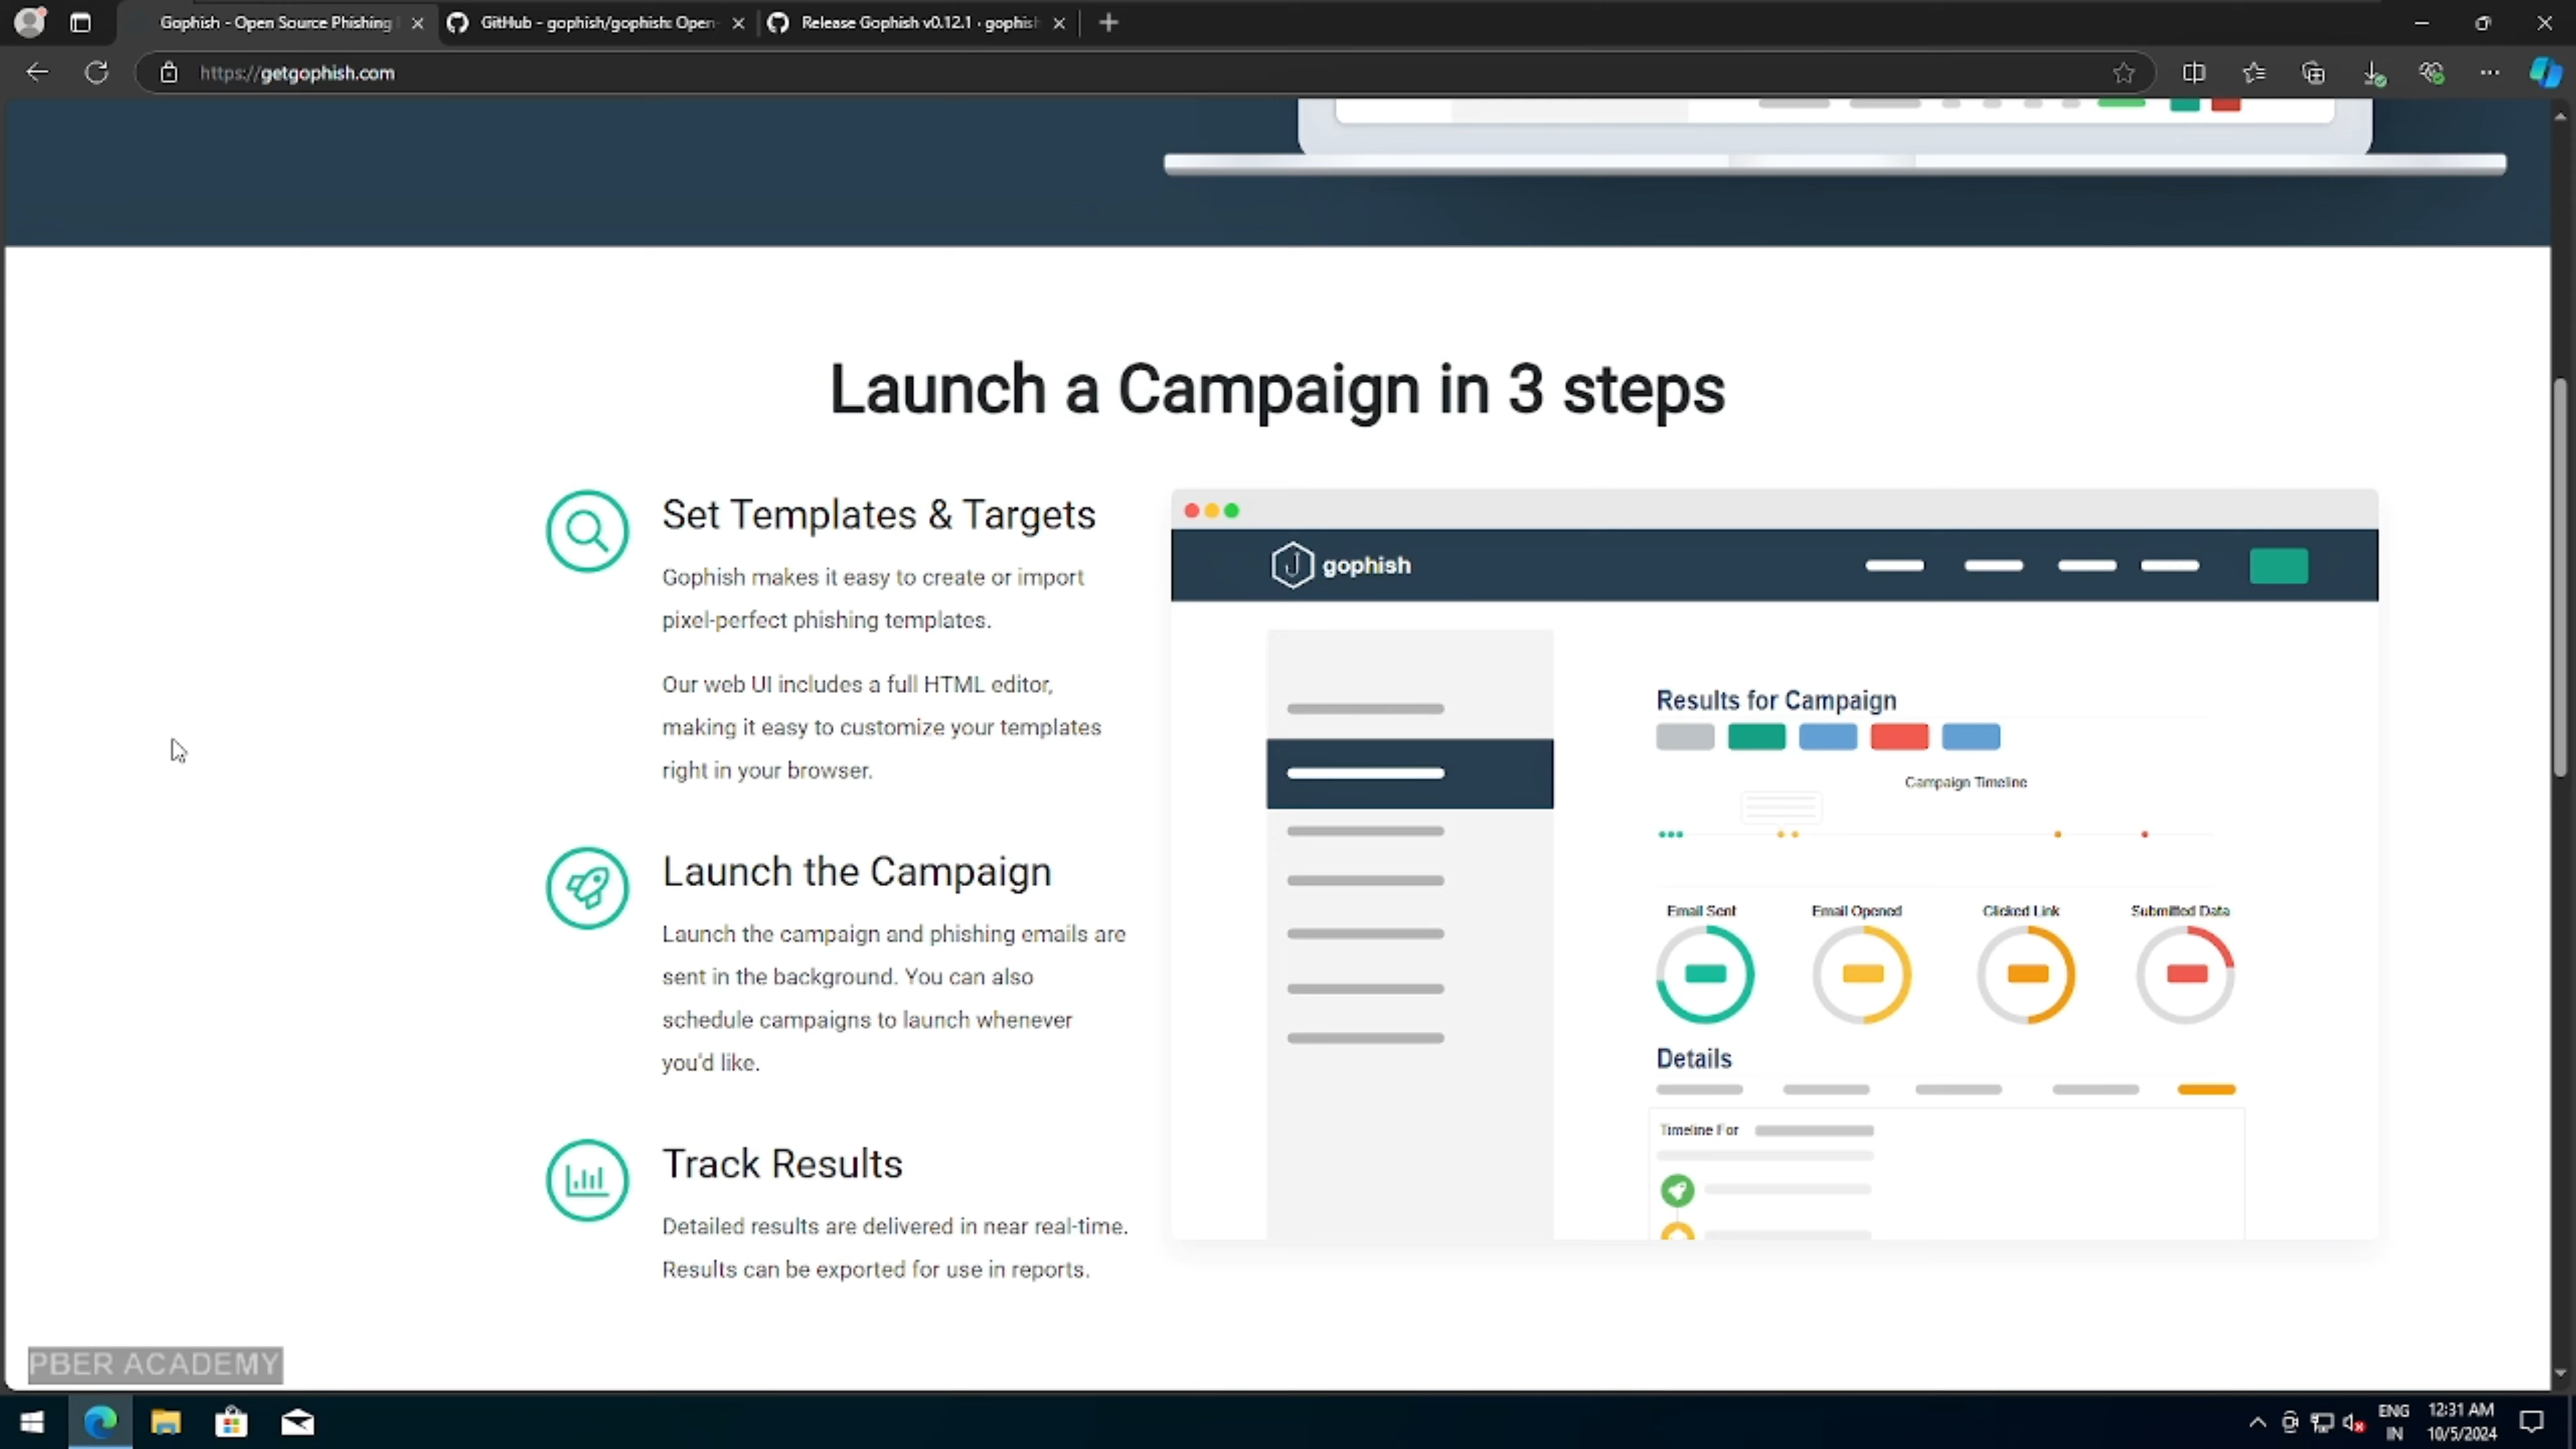 Gophish - Open Source Phishing
GitHub - gophish/gophish: Open-
Release Gophish v0.12.1 · gophish
https://getgophish.com
Launch a Campaign in 3 steps
Set Templates & Targets
Gophish makes it easy to create or import
pixel-perfect phishing templates.
Our web UI includes a full HTML editor,
making it easy to customize your templates
right in your browser.
Launch the Campaign
Launch the campaign and phishing emails are
sent in the background. You can also
schedule campaigns to launch whenever
you'd like.
Track Results
Detailed results are delivered in near real-time.
Results can be exported for use in reports.
gophish
Results for Campaign
Campaign Timeline
Email Sent Email Opened Clicked Link Submitted Data
Details
Timeline For
PBER ACADEMY
ENG
IN
12:31 AM
10/5/2024